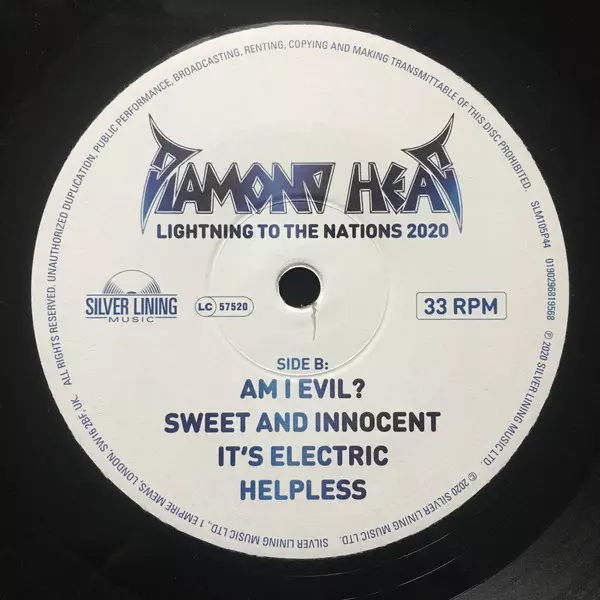 ALL RIGHTS RESERVED. UNAUTHORIZED DUPLICATION, PUBLIC PERFORMANCE, BROADCASTING, RENTING, COPYING AND MAKING TRANSMITTABLE OF THIS DISC PROHIBITED.
SLM105P44 0190296819568 ℗ 2020 SILVER LINING MUSIC LTD.
© 2020 SILVER LINING MUSIC LTD.
SILVER LINING MUSIC LTD, 1 EMPIRE MEWS, LONDON, SW16 2BF, UK.
DIAMOND HEAD
LIGHTNING TO THE NATIONS 2020
SILVER LINING
MUSIC
LC 57520
33 RPM
SIDE B:
AM I EVIL?
SWEET AND INNOCENT
IT'S ELECTRIC
HELPLESS